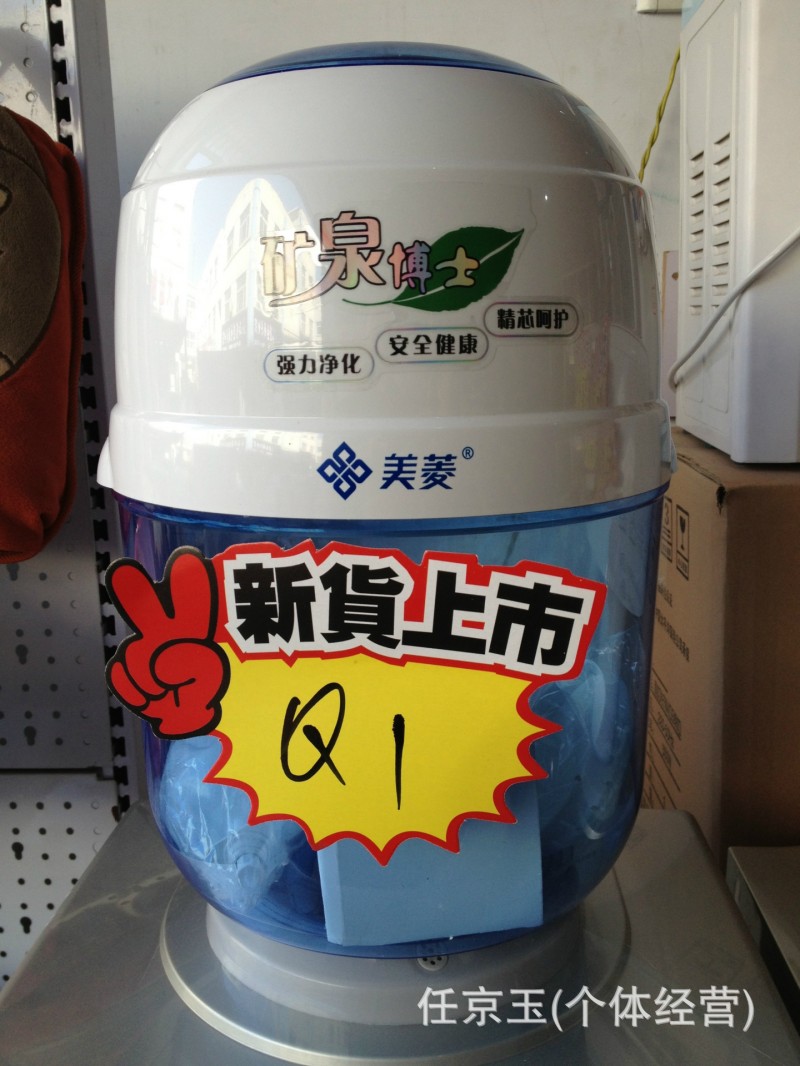 矿泉博士
精芯呵护
安全健康
强力净化
美菱®
新貨上市
Q1
任京玉(个体经营)